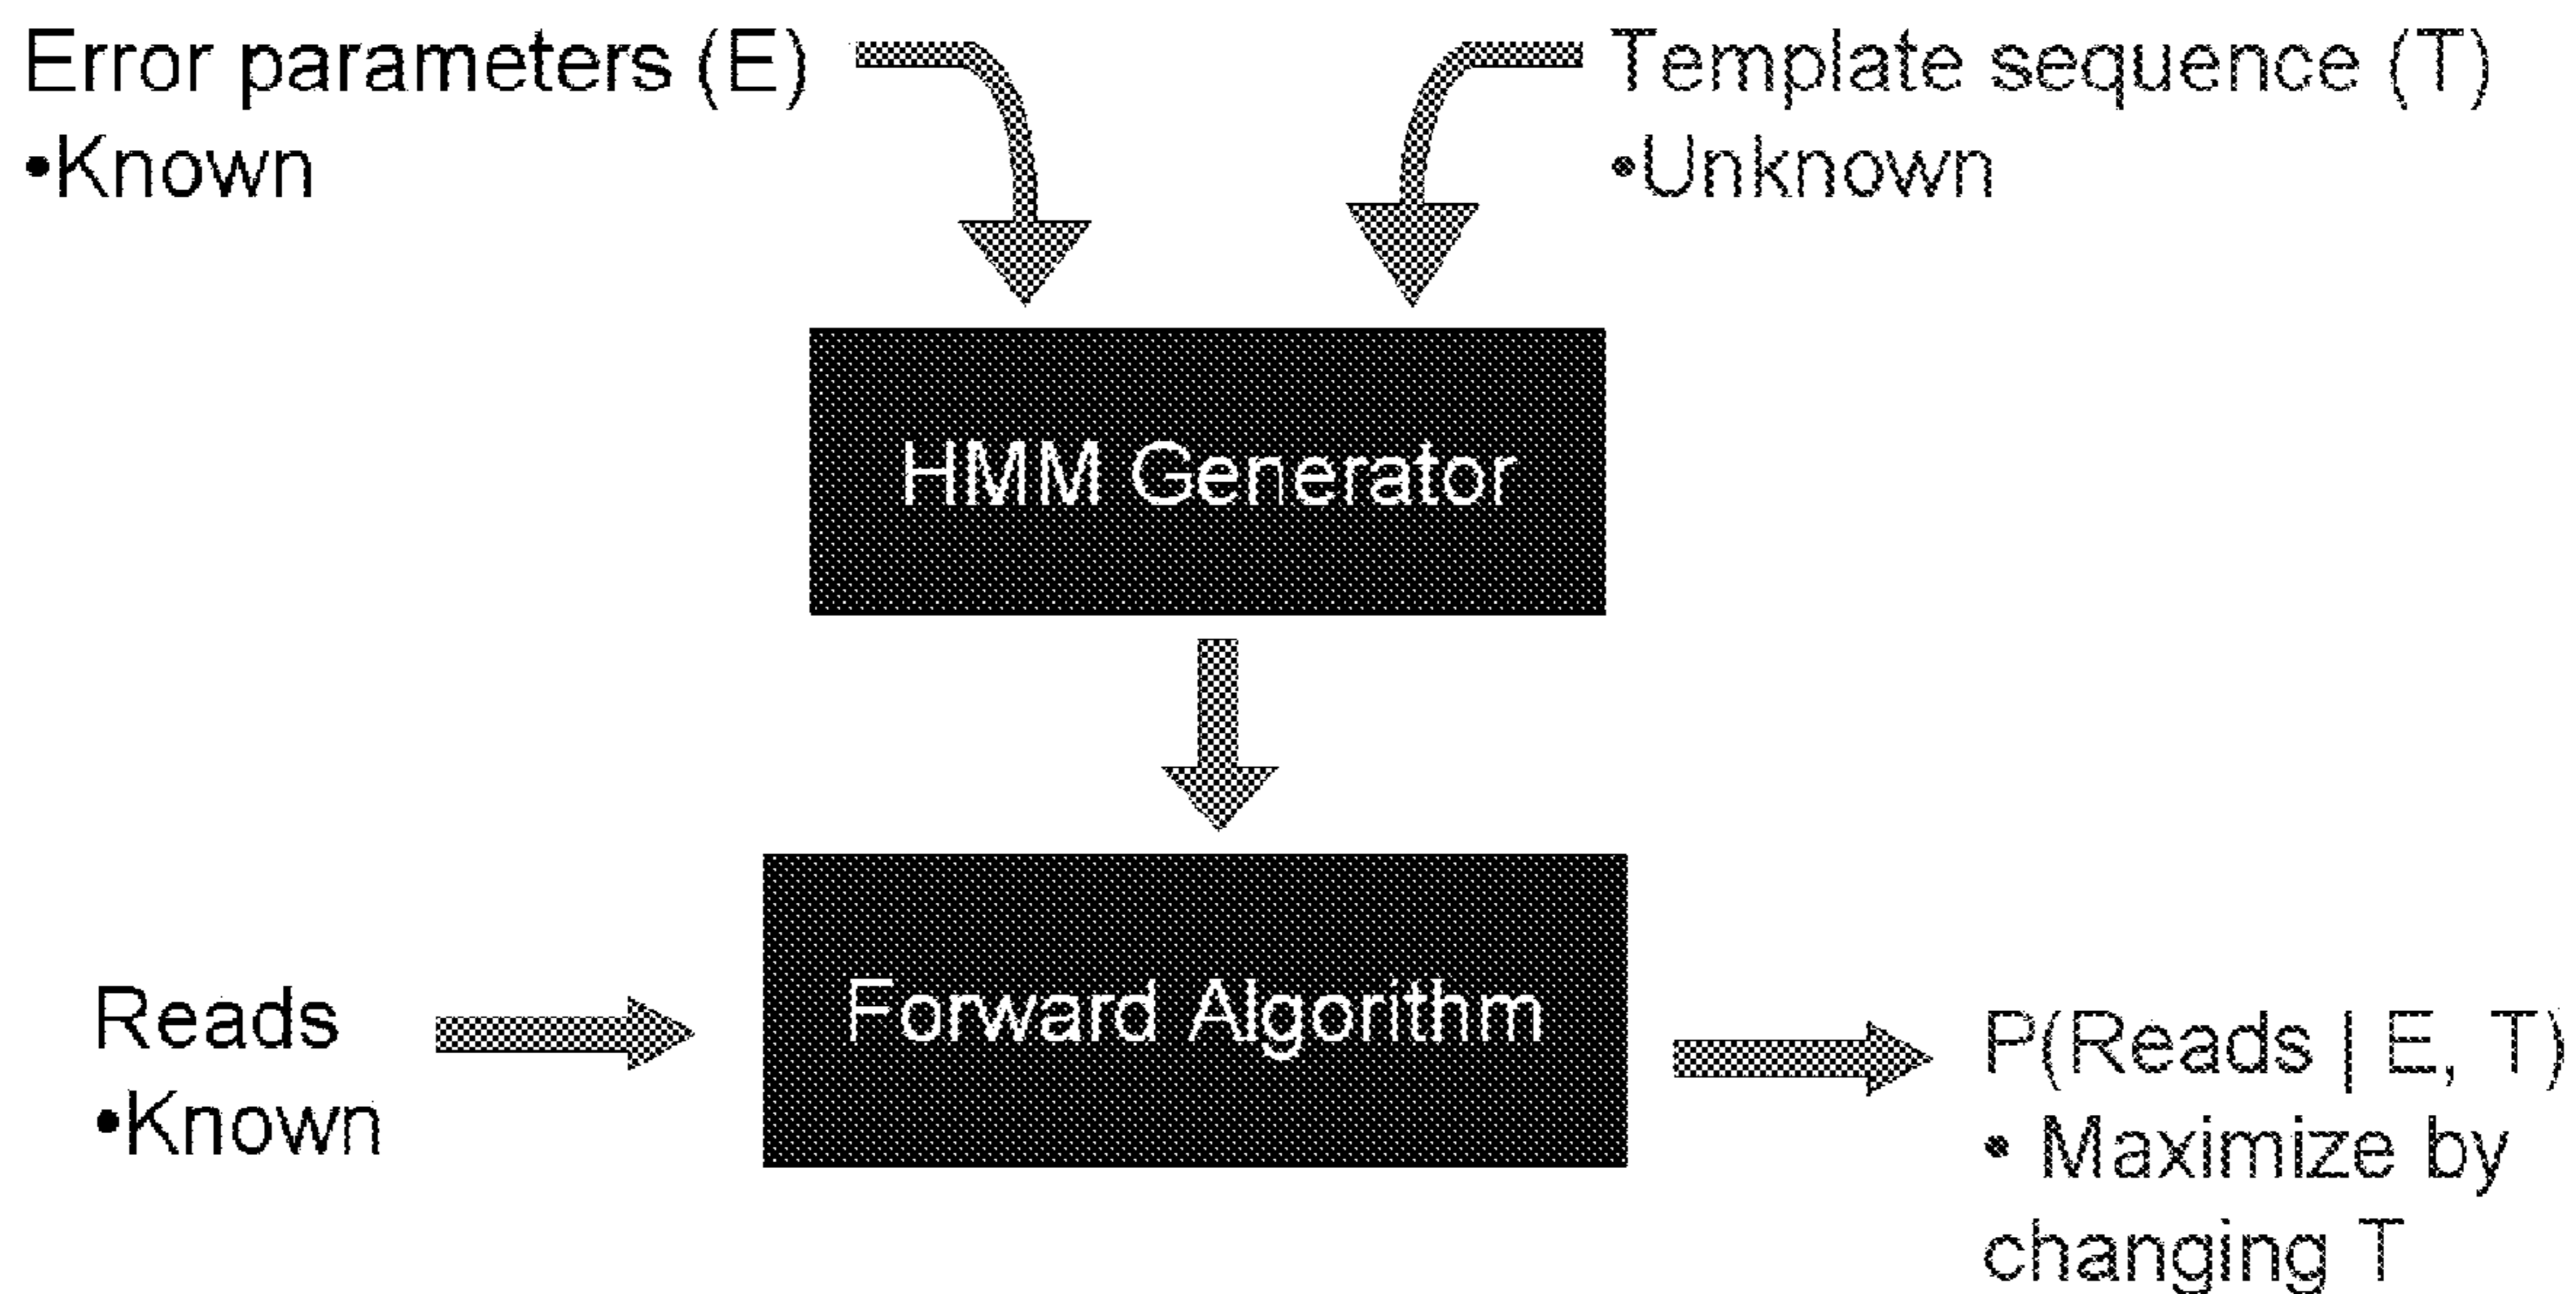 Error parameters (E)
•Known
Template sequence (T)
•Unknown
HMM Generator
Forward Algorithm
Reads
•Known
P(Reads | E, T)
• Maximize by
changing T